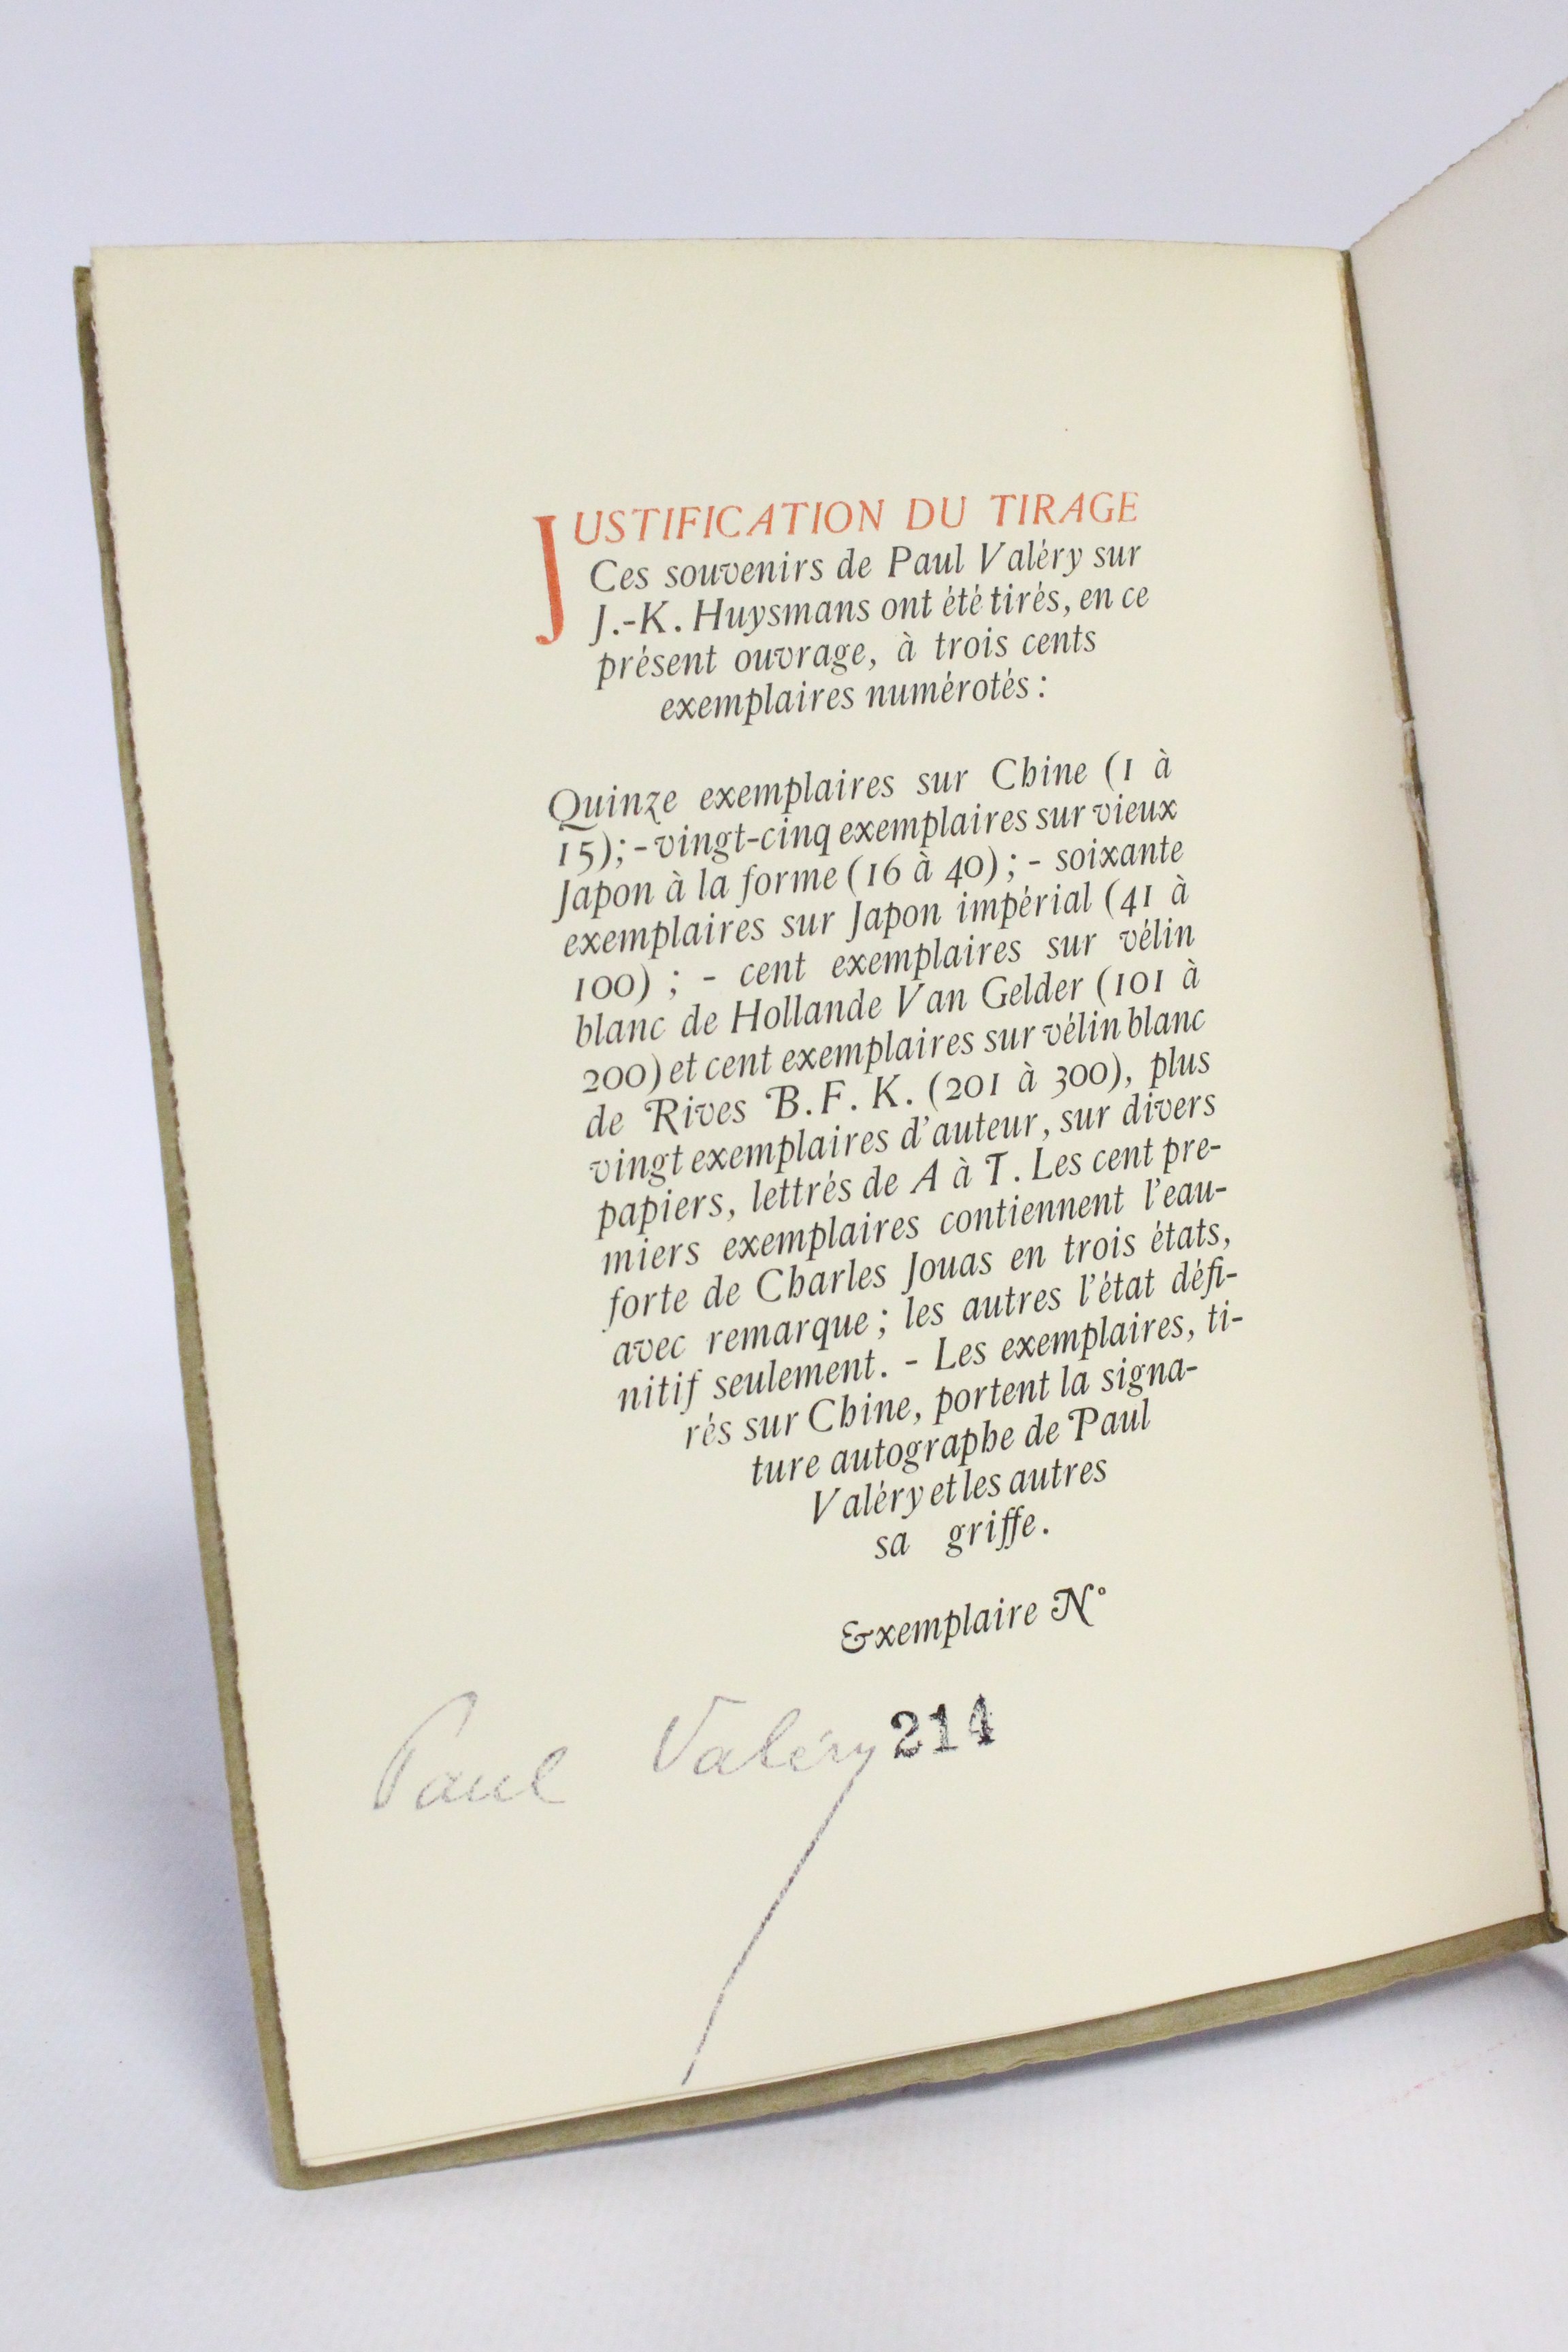 JUSTIFICATION DU TIRAGE
Ces souvenirs de Paul Valéry sur
J.-K. Huysmans ont été tirés, en ce
présent ouvrage, à trois cents
exemplaires numérotés :
Quinze exemplaires sur Chine (1 à
15); - vingt-cinq exemplaires sur vieux
Japon à la forme (16 à 40) ; - soixante
exemplaires sur Japon impérial (41 à
100) ; - cent exemplaires sur vélin
blanc de Hollande Van Gelder (101 à
200) et cent exemplaires sur vélin blanc
de Rives B. F. K. (201 à 300), plus
vingt exemplaires d'auteur, sur divers
papiers, lettrés de A à T. Les cent pre-
miers exemplaires contiennent l'eau-
forte de Charles Jouas en trois états,
avec remarque ; les autres l'état défi-
nitif seulement. - Les exemplaires, ti-
rés sur Chine, portent la signa-
ture autographe de Paul
Valéry et les autres
sa griffe.
Exemplaire N°
214
Paul Valéry